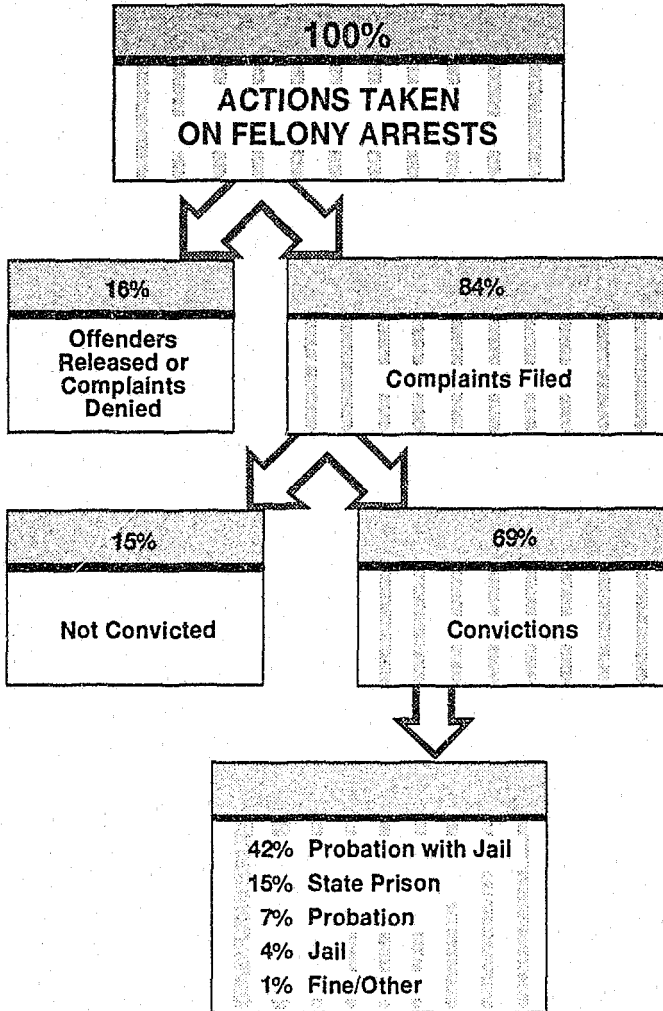 100%
ACTIONS TAKEN
ON FELONY ARRESTS
16%
Offenders
Released or
Complaints
Denied
84%
Complaints Filed
15%
Not Convicted
69%
Convictions
42% Probation with Jail
15% State Prison
7% Probation
4% Jail
1% Fine/Other